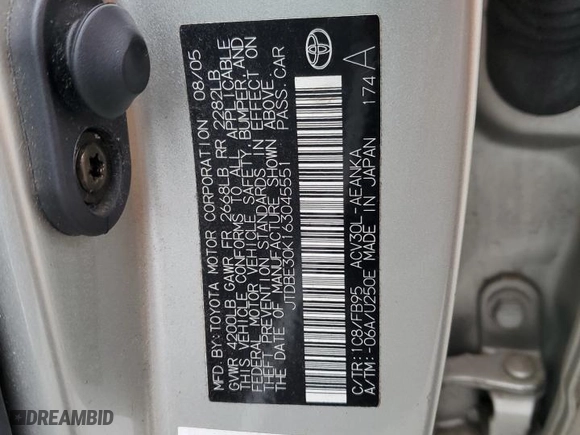 MFD. BY: TOYOTA MOTOR CORPORATION 08/05
GVWR 4200LB GAWR FR 2668LB RR 2282LB
THIS VEHICLE CONFORMS TO ALL APPLICABLE
FEDERAL MOTOR VEHICLE SAFETY, BUMPER, AND
THEFT PREVENTION STANDARDS IN EFFECT ON
THE DATE OF MANUFACTURE SHOWN ABOVE.
JTDBE30K163045551 PASS. CAR
C/TR: 1C8/FB95 ACV30L-AEANKA
A/TM: -06A/U250E MADE IN JAPAN 174 A
DREAMBID